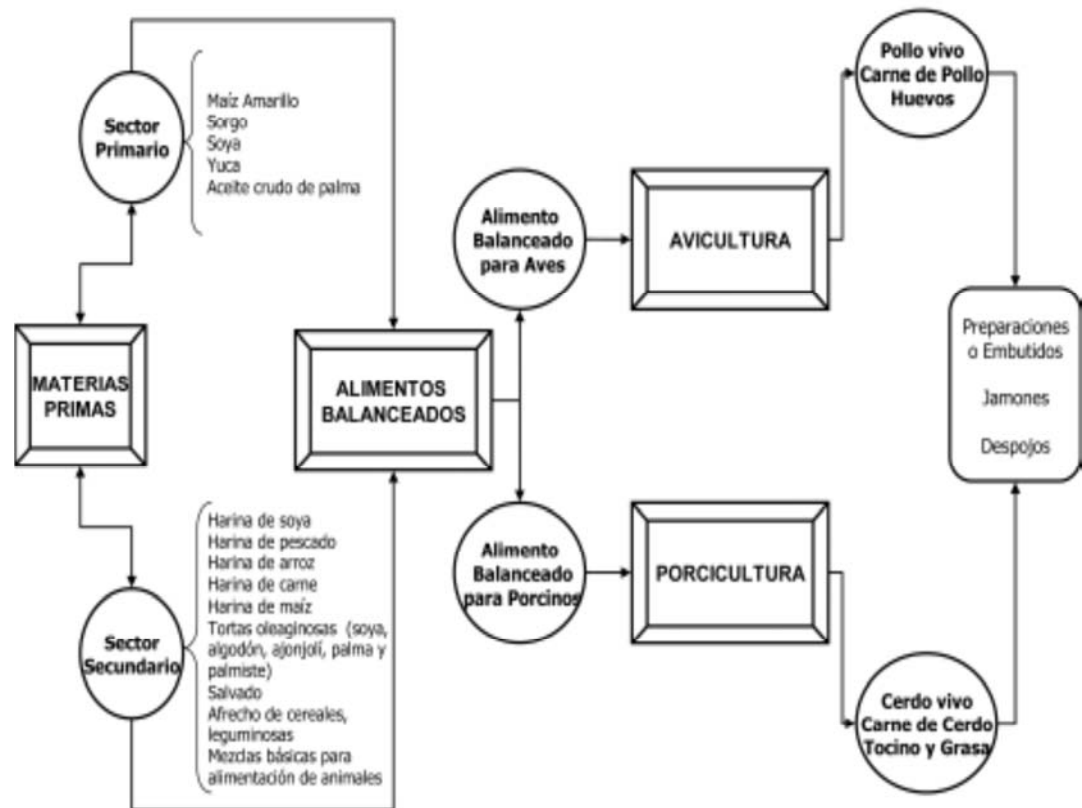 Sector
Primario
Maíz Amarillo
Sorgo
Soya
Yuca
Aceite crudo de palma
MATERIAS
PRIMAS
Sector
Secundario
Harina de soya
Harina de pescado
Harina de arroz
Harina de carne
Harina de maíz
Tortas oleaginosas (soya,
algodón, ajonjolí, palma y
palmiste)
Salvado
Afrecho de cereales,
leguminosas
Mezclas básicas para
alimentación de animales
ALIMENTOS
BALANCEADOS
Alimento
Balanceado
para Aves
AVICULTURA
Pollo vivo
Carne de Pollo
Huevos
Alimento
Balanceado
para Porcinos
PORCICULTURA
Cerdo vivo
Carne de Cerdo
Tocino y Grasa
Preparaciones
o Embutidos
Jamones
Despojos